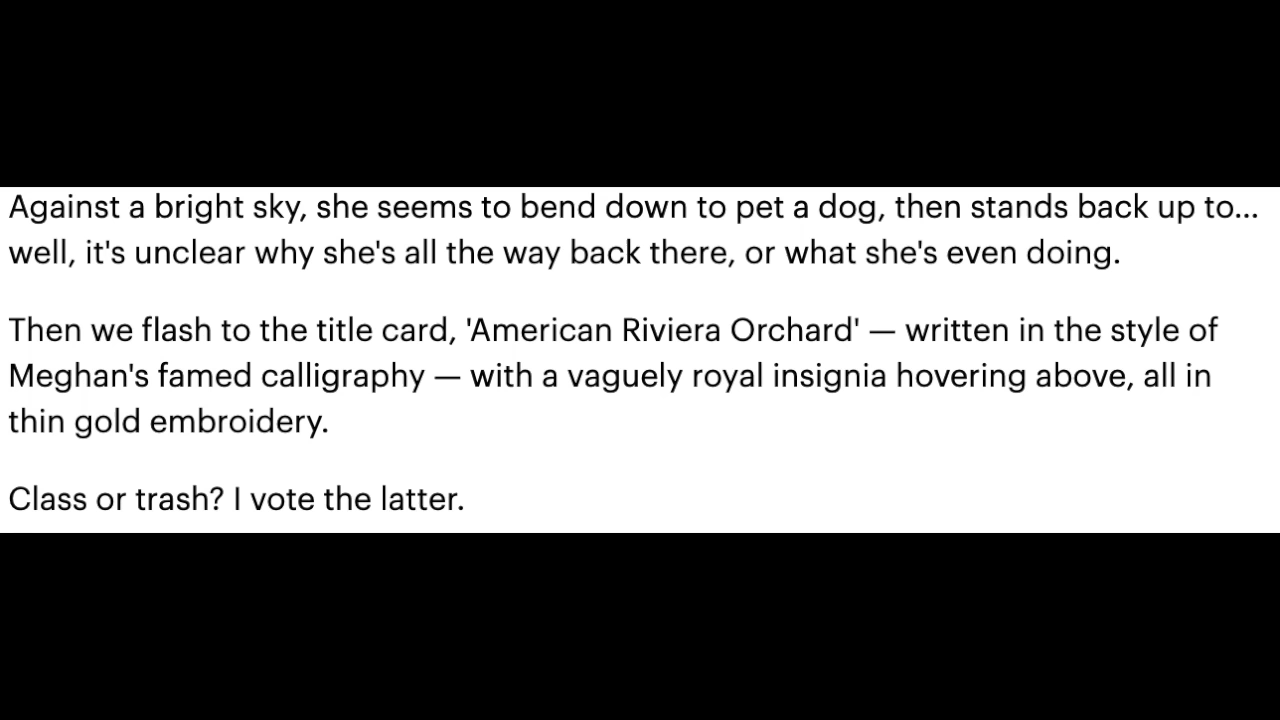 Against a bright sky, she seems to bend down to pet a dog, then stands back up to...
well, it's unclear why she's all the way back there, or what she's even doing.
Then we flash to the title card, 'American Riviera Orchard' — written in the style of
Meghan's famed calligraphy — with a vaguely royal insignia hovering above, all in
thin gold embroidery.
Class or trash? I vote the latter.